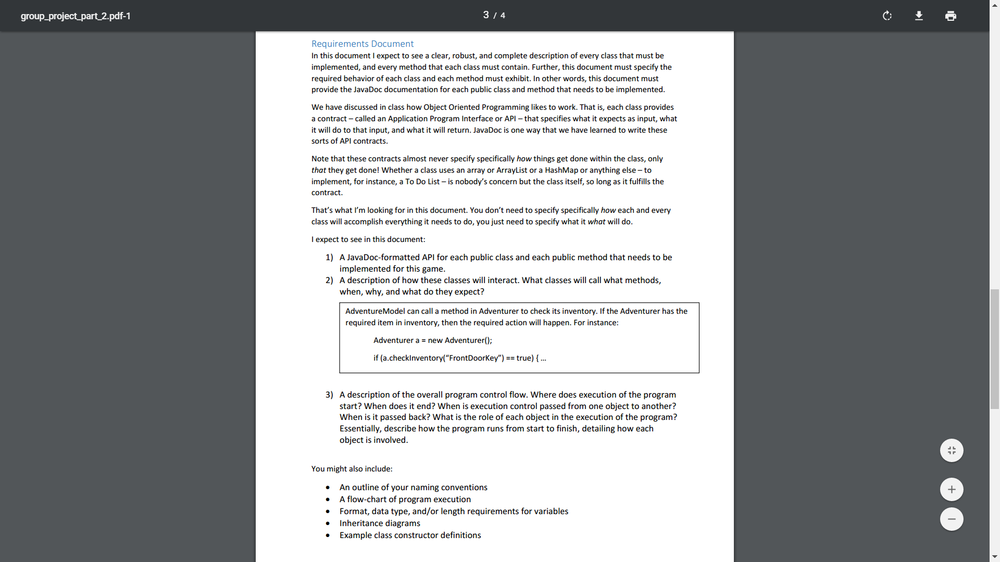 group_project_part_2.pdf-1
3 / 4
Requirements Document
In this document I expect to see a clear, robust, and complete description of every class that must be
implemented, and every method that each class must contain. Further, this document must specify the
required behavior of each class and each method must exhibit. In other words, this document must
provide the JavaDoc documentation for each public class and method that needs to be implemented.
We have discussed in class how Object Oriented Programming likes to work. That is, each class provides
a contract – called an Application Program Interface or API – that specifies what it expects as input, what
it will do to that input, and what it will return. JavaDoc is one way that we have learned to write these
sorts of API contracts.
Note that these contracts almost never specify specifically how things get done within the class, only
that they get done! Whether a class uses an array or ArrayList or a HashMap or anything else – to
implement, for instance, a To Do List – is nobody's concern but the class itself, so long as it fulfills the
contract.
That's what I'm looking for in this document. You don't need to specify specifically how each and every
class will accomplish everything it needs to do, you just need to specify what it what will do.
I expect to see in this document:
1) A JavaDoc-formatted API for each public class and each public method that needs to be
implemented for this game.
2) A description of how these classes will interact. What classes will call what methods,
when, why, and what do they expect?
AdventureModel can call a method in Adventurer to check its inventory. If the Adventurer has the
required item in inventory, then the required action will happen. For instance:
Adventurer a = new Adventurer();
if (a.checkInventory(“FrontDoorKey”) == true) { ...
3) A description of the overall program control flow. Where does execution of the program
start? When does it end? When is execution control passed from one object to another?
When is it passed back? What is the role of each object in the execution of the program?
Essentially, describe how the program runs from start to finish, detailing how each
object is involved.
You might also include:
• An outline of your naming conventions
• A flow-chart of program execution
• Format, data type, and/or length requirements for variables
• Inheritance diagrams
• Example class constructor definitions